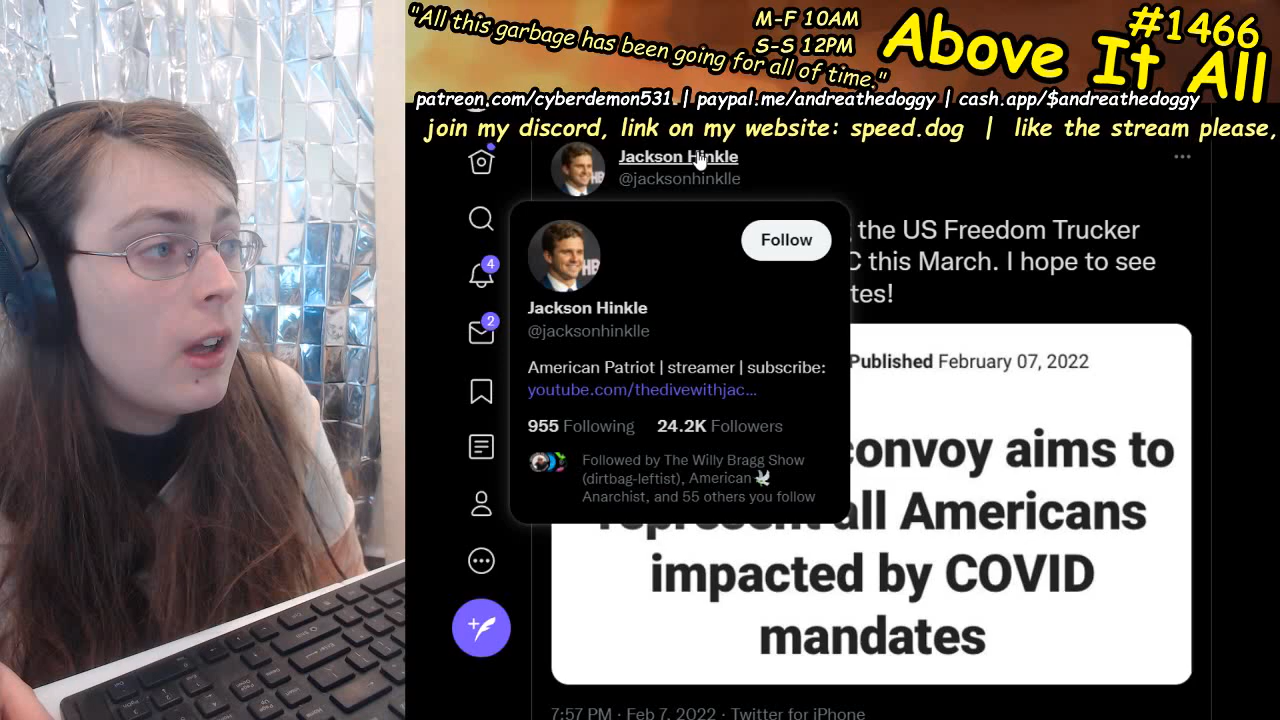 "All this garbage has been going for all of time."
M-F 10AM
S-S 12PM
Above It All
#1466
patreon.com/cyberdemon531 | paypal.me/andreathedoggy | cash.app/$andreathedoggy
join my discord, link on my website: speed.dog | like the stream please,
Jackson Hinkle
@jacksonhinklle
the US Freedom Trucker
C this March. I hope to see
tes!
4
2
Follow
Jackson Hinkle
@jacksonhinklle
American Patriot | streamer | subscribe:
youtube.com/thedivewithjac…
955 Following 24.2K Followers
Followed by The Willy Bragg Show
(dirtbag-leftist), American 🕊
Anarchist, and 55 others you follow
Published February 07, 2022
convoy aims to
represent all Americans
impacted by COVID
mandates
7:57 PM · Feb 7, 2022 · Twitter for iPhone